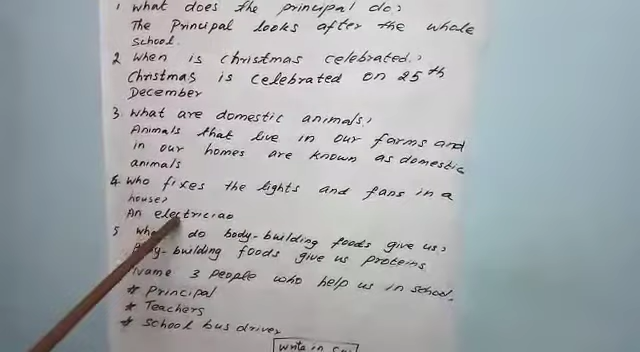 1 What does the principal do?
The Principal looks after the whole
school.
2 When is christmas celebrated?
Christmas is celebrated on 25th
December
3. What are domestic animals?
Animals that live in our farms and
in our homes are known as domestic
animals
4. Who fixes the lights and fans in a
house?
An electrician
5 do body-building foods give us?
building foods give us proteins
Name 3 people who help us in school.
* Principal
* Teachers
* School bus driver
Write in